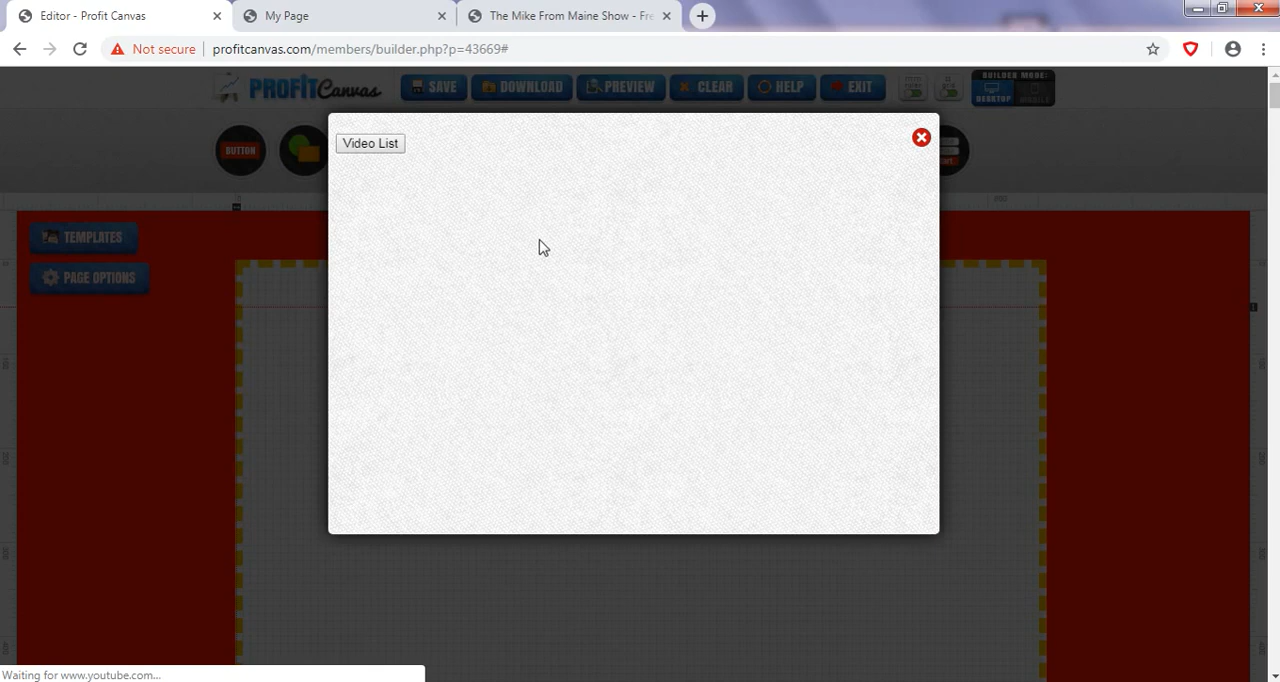 Editor - Profit Canvas
My Page
The Mike From Maine Show - Fre
Not secure
profitcanvas.com/members/builder.php?p=43669#
PROFITCanvas
SAVE
DOWNLOAD
PREVIEW
CLEAR
HELP
EXIT
BUILDER MODE:
DESKTOP
MOBILE
BUTTON
Video List
TEMPLATES
PAGE OPTIONS
Waiting for www.youtube.com...